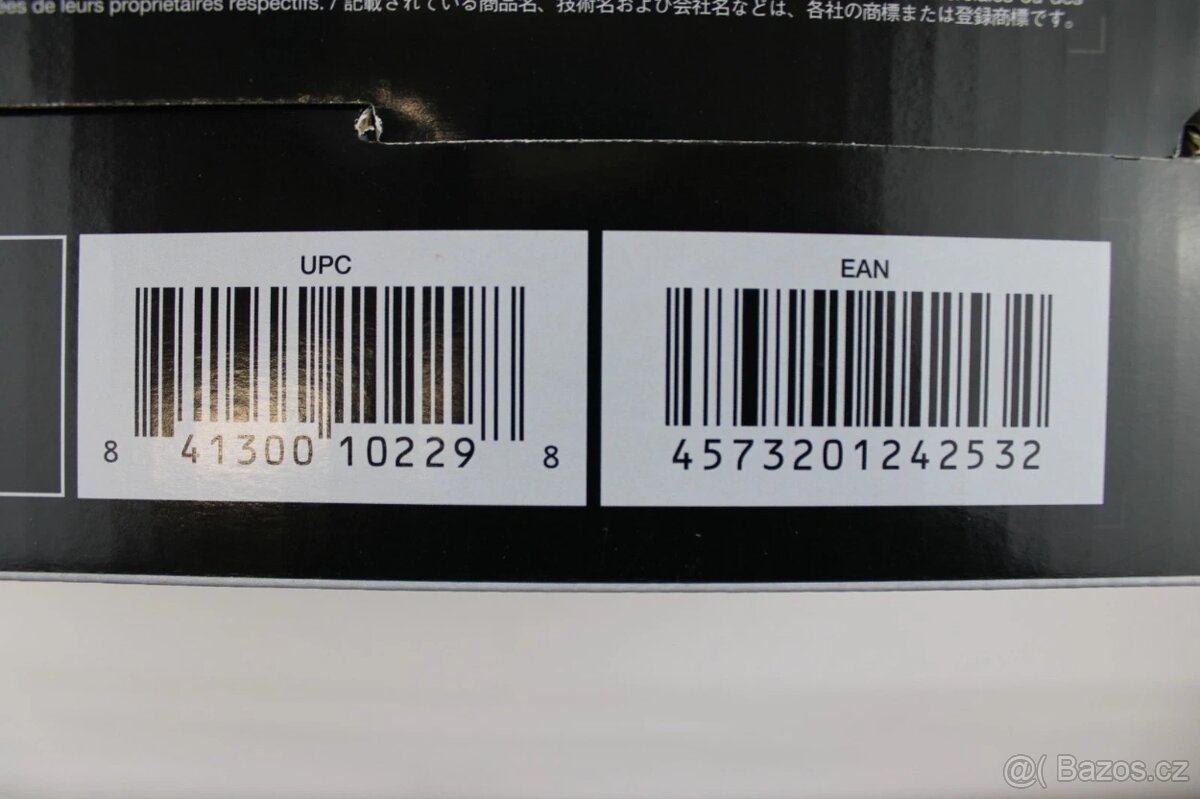 ées de leurs propriétaires respectifs. / 記載されている商品名、技術名および会社名などは、各社の商標または登録商標です。
UPC
EAN
8 41300 10229 8
4573201242532
@( Bazos.cz